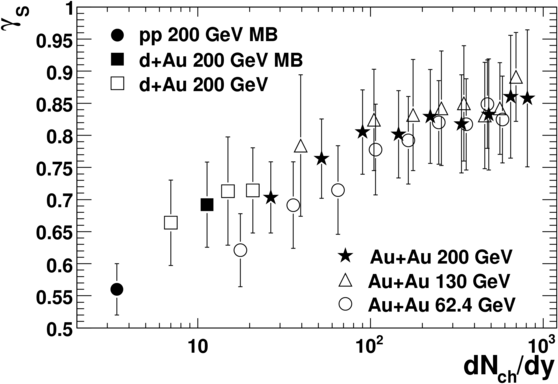 γ_S
1
0.95
0.9
0.85
0.8
0.75
0.7
0.65
0.6
0.55
0.5
pp 200 GeV MB
d+Au 200 GeV MB
d+Au 200 GeV
Au+Au 200 GeV
Au+Au 130 GeV
Au+Au 62.4 GeV
10 10² 10³
dN_ch/dy